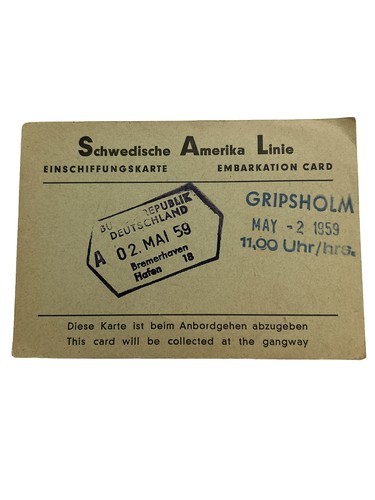 Schwedische Amerika Linie
EINSCHIFFUNGSKARTE EMBARKATION CARD
BUNDESREPUBLIK
DEUTSCHLAND
A 02. MAI 59
Bremerhaven
Hafen 18
GRIPSHOLM
MAY - 2 1959
11,00 Uhr/hrs.
Diese Karte ist beim Anbordgehen abzugeben
This card will be collected at the gangway